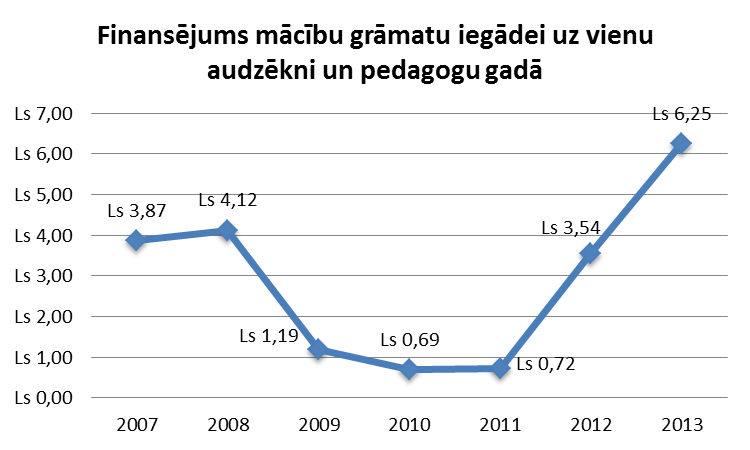 Finansējums mācību grāmatu iegādei uz vienu
audzēkni un pedagogu gadā
Ls 7,00
Ls 6,00
Ls 5,00
Ls 4,00
Ls 3,00
Ls 2,00
Ls 1,00
Ls 0,00
Ls 3,87
Ls 4,12
Ls 1,19
Ls 0,69
Ls 0,72
Ls 3,54
Ls 6,25
2007 2008 2009 2010 2011 2012 2013